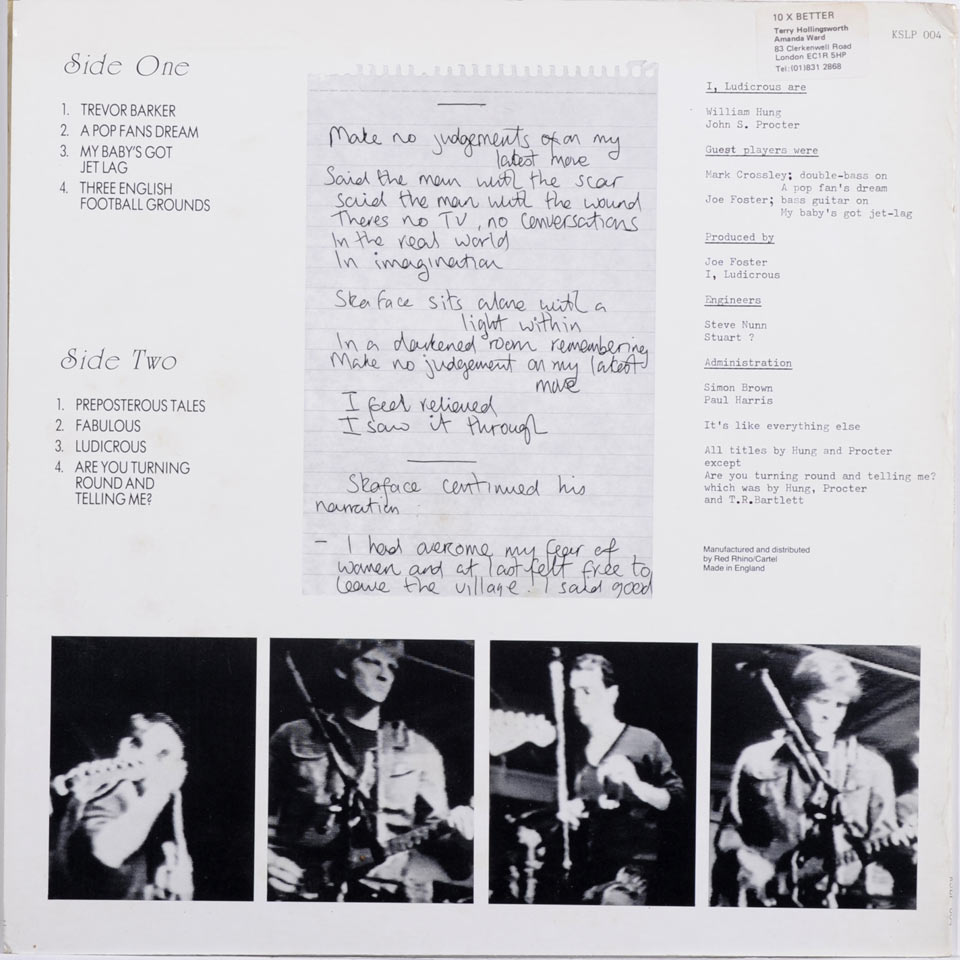 10 X BETTER
Terry Hollingsworth
Amanda Ward
83 Clerkenwell Road
London EC1R 5HP
Tel:(01)831 2868
KSLP 004
Side One
1. TREVOR BARKER
2. A POP FANS DREAM
3. MY BABY'S GOT
JET LAG
4. THREE ENGLISH
FOOTBALL GROUNDS
Side Two
1. PREPOSTEROUS TALES
2. FABULOUS
3. LUDICROUS
4. ARE YOU TURNING
ROUND AND
TELLING ME?
Make no judgements on my
latest move
Said the man with the scar
said the man with the wound
Theres no TV, no conversations
In the real world
In imagination
Skaface sits alone with a
light within
In a darkened room remembering
Make no judgement on my latest
move
I feel relieved
I saw it through
Skaface continued his
narration
- I had overcome my fear of
women and at last felt free to
leave the village. I said good
I, Ludicrous are
William Hung
John S. Procter
Guest players were
Mark Crossley; double-bass on
A pop fan's dream
Joe Foster; bass guitar on
My baby's got jet-lag
Produced by
Joe Foster
I, Ludicrous
Engineers
Steve Nunn
Stuart ?
Administration
Simon Brown
Paul Harris
It's like everything else
All titles by Hung and Procter
except
Are you turning round and telling me?
which was by Hung, Procter
and T.R.Bartlett
Manufactured and distributed
by Red Rhino/Cartel
Made in England